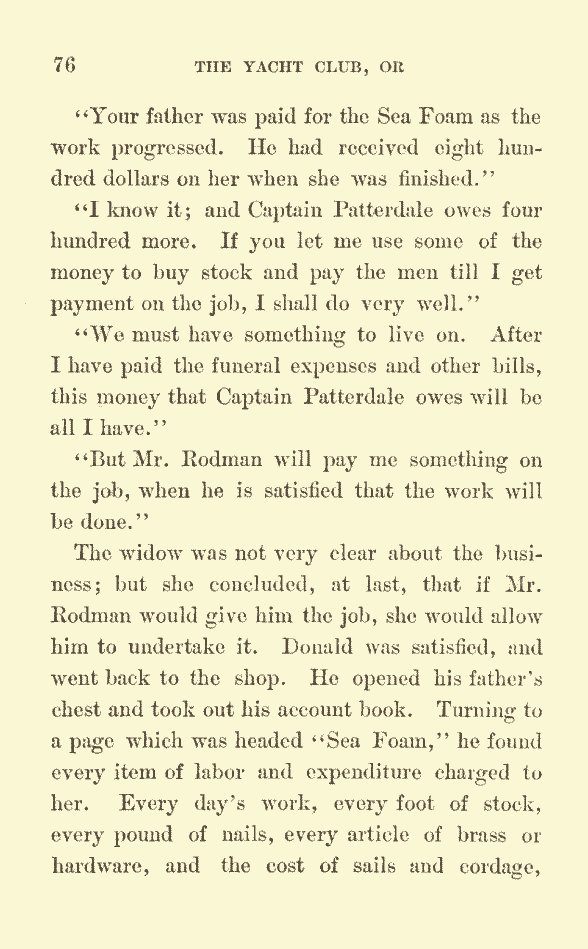 76 THE YACHT CLUB, OR
"Your father was paid for the Sea Foam as the
work progressed. He had received eight hun-
dred dollars on her when she was finished."
"I know it; and Captain Patterdale owes four
hundred more. If you let me use some of the
money to buy stock and pay the men till I get
payment on the job, I shall do very well."
"We must have something to live on. After
I have paid the funeral expenses and other bills,
this money that Captain Patterdale owes will be
all I have."
"But Mr. Rodman will pay me something on
the job, when he is satisfied that the work will
be done."
The widow was not very clear about the busi-
ness; but she concluded, at last, that if Mr.
Rodman would give him the job, she would allow
him to undertake it. Donald was satisfied, and
went back to the shop. He opened his father's
chest and took out his account book. Turning to
a page which was headed "Sea Foam," he found
every item of labor and expenditure charged to
her. Every day's work, every foot of stock,
every pound of nails, every article of brass or
hardware, and the cost of sails and cordage,